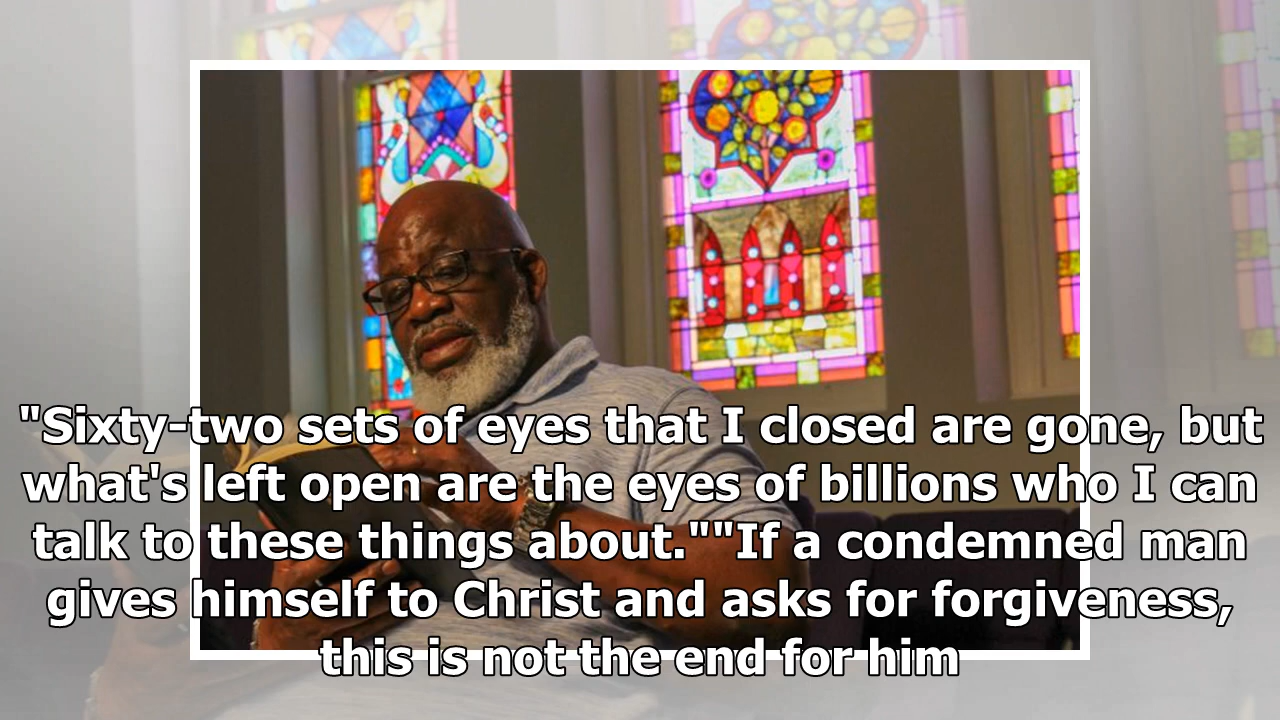 "Sixty-two sets of eyes that I closed are gone, but
what's left open are the eyes of billions who I can
talk to these things about.""If a condemned man
gives himself to Christ and asks for forgiveness,
this is not the end for him